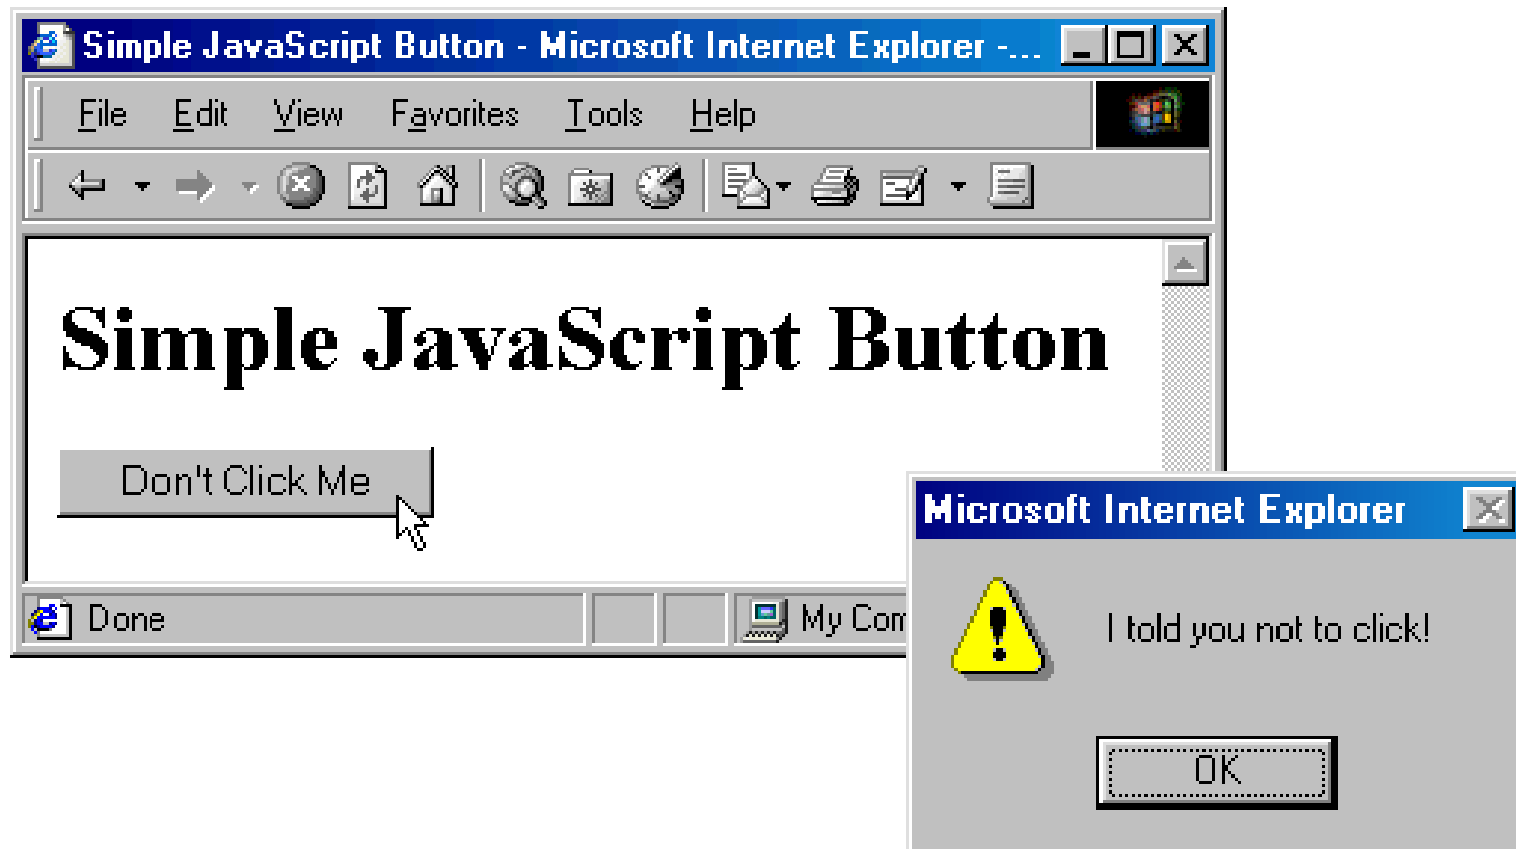 Simple JavaScript Button - Microsoft Internet Explorer -...
File Edit View Favorites Tools Help
Simple JavaScript Button
Don't Click Me
Done
My Com
Microsoft Internet Explorer
I told you not to click!
OK